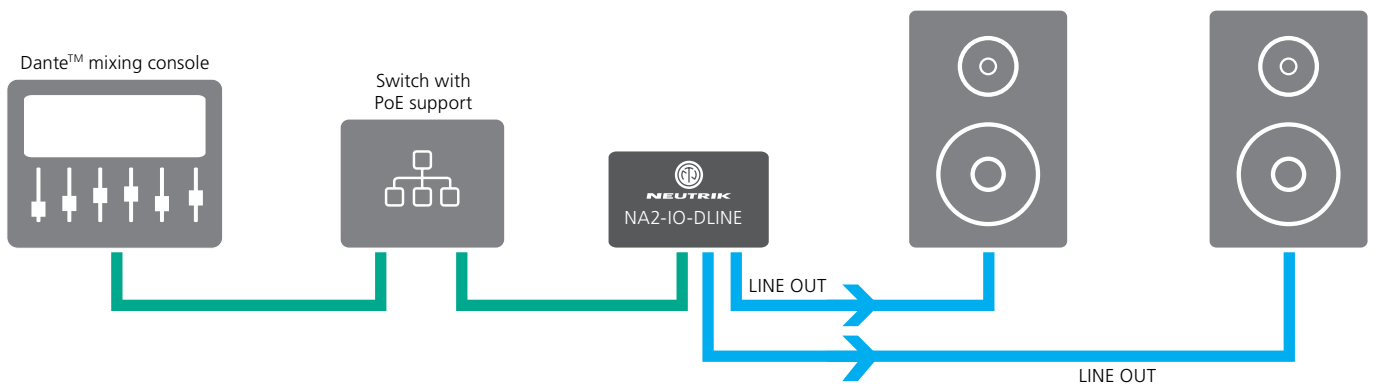 Dante™ mixing console
Switch with
PoE support
NEUTRIK
NA2-IO-DLINE
LINE OUT
LINE OUT